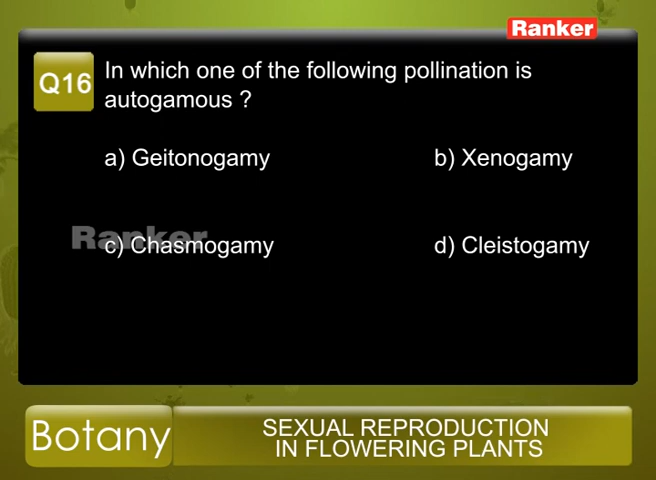 Ranker
Q16
In which one of the following pollination is
autogamous ?
a) Geitonogamy
b) Xenogamy
Ranker
c) Chasmogamy
d) Cleistogamy
Botany
SEXUAL REPRODUCTION
IN FLOWERING PLANTS